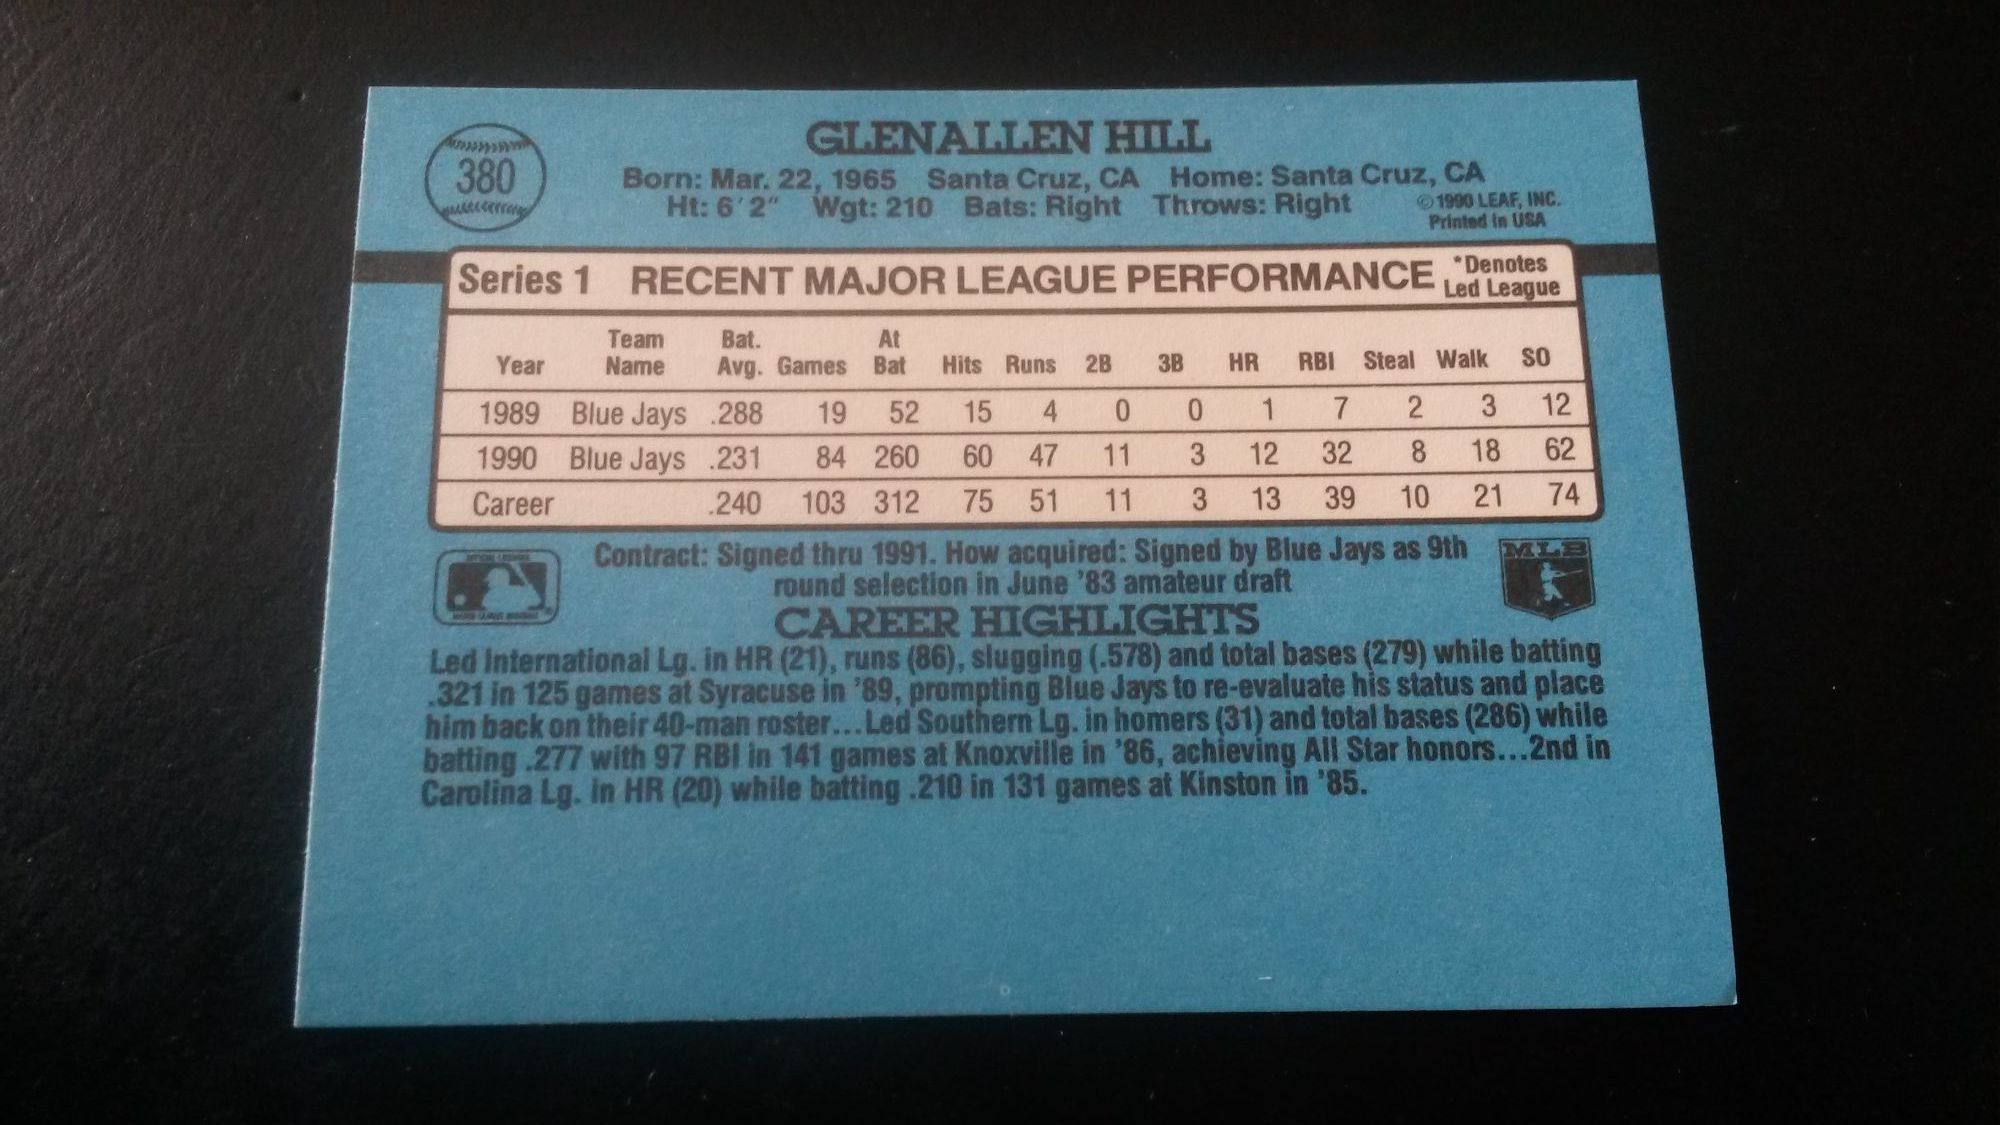 380
GLENALLEN HILL
Born: Mar. 22, 1965 Santa Cruz, CA Home: Santa Cruz, CA
Ht: 6'2" Wgt: 210 Bats: Right Throws: Right
©1990 LEAF, INC.
Printed in USA
Series 1 RECENT MAJOR LEAGUE PERFORMANCE
*Denotes
Led League
Year Team Name Bat. Avg. Games At Bat Hits Runs 2B 3B HR RBI Steal Walk SO
1989 Blue Jays .288 19 52 15 4 0 0 1 7 2 3 12
1990 Blue Jays .231 84 260 60 47 11 3 12 32 8 18 62
Career .240 103 312 75 51 11 3 13 39 10 21 74
Contract: Signed thru 1991. How acquired: Signed by Blue Jays as 9th
round selection in June '83 amateur draft
MLB
CAREER HIGHLIGHTS
Led International Lg. in HR (21), runs (86), slugging (.578) and total bases (279) while batting
.321 in 125 games at Syracuse in '89, prompting Blue Jays to re-evaluate his status and place
him back on their 40-man roster...Led Southern Lg. in homers (31) and total bases (286) while
batting .277 with 97 RBI in 141 games at Knoxville in '86, achieving All Star honors...2nd in
Carolina Lg. in HR (20) while batting .210 in 131 games at Kinston in '85.